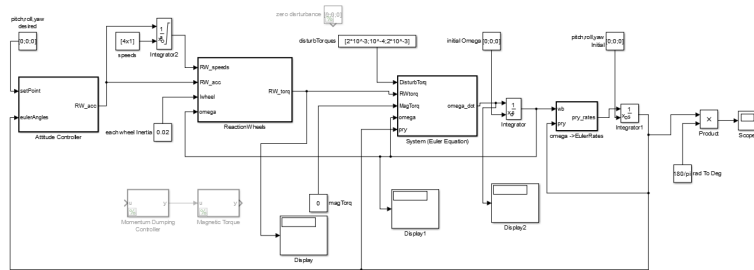 zero disturbance
[0;0;0]
pitch,roll,yaw
desired
[0;0;0]
[4x1]
speeds
1
s
Integrator2
disturbTorques
[2*10^-3;10^-4;2*10^-3]
initial Omega
[0;0;0]
pitch,roll,yaw
Initial
[0;0;0]
setPoint
RW_acc
eulerAngles
Attitude Controller
RW_speeds
RW_acc
Iwheel
omega
RW_torq
ReactionWheels
each wheel Inertia
0.02
DisturbTorq
RWtorq
MagTorq
omega
pry
omega_dot
System (Euler Equation)
1
Integrator
wb
pry
pry_rates
omega ->EulerRates
1
Integrator1
×
Product
Scope
180/pi
rad To Deg
u
y
Momentum Dumping
Controller
u
y
Magnetic Torque
0
magTorq
Display
Display1
Display2